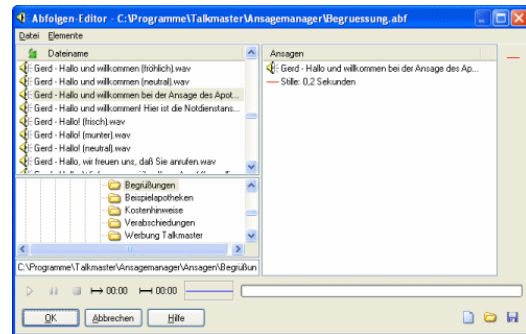 Abfolgen-Editor - C:\Programme\Talkmaster\Ansagemanager\Begruessung.abf
Datei Elemente
Dateiname
Gerd - Hallo und willkommen (fröhlich).wav
Gerd - Hallo und willkommen (neutral).wav
Gerd - Hallo und willkommen bei der Ansage des Apot...
Gerd - Hallo und willkommen! Hier ist die Notdienstans...
Gerd - Hallo! (frisch).wav
Gerd - Hallo! (munter).wav
Gerd - Hallo! (neutral).wav
Gerd - Hallo, wir freuen uns, daß Sie anrufen.wav
Ansagen
Gerd - Hallo und willkommen bei der Ansage des Ap...
Stille: 0,2 Sekunden
Begrüßungen
Beispielapotheken
Kostenhinweise
Verabschiedungen
Werbung Talkmaster
C:\Programme\Talkmaster\Ansagemanager\Ansagen\Begrüßun
00:00 00:00
OK Abbrechen Hilfe